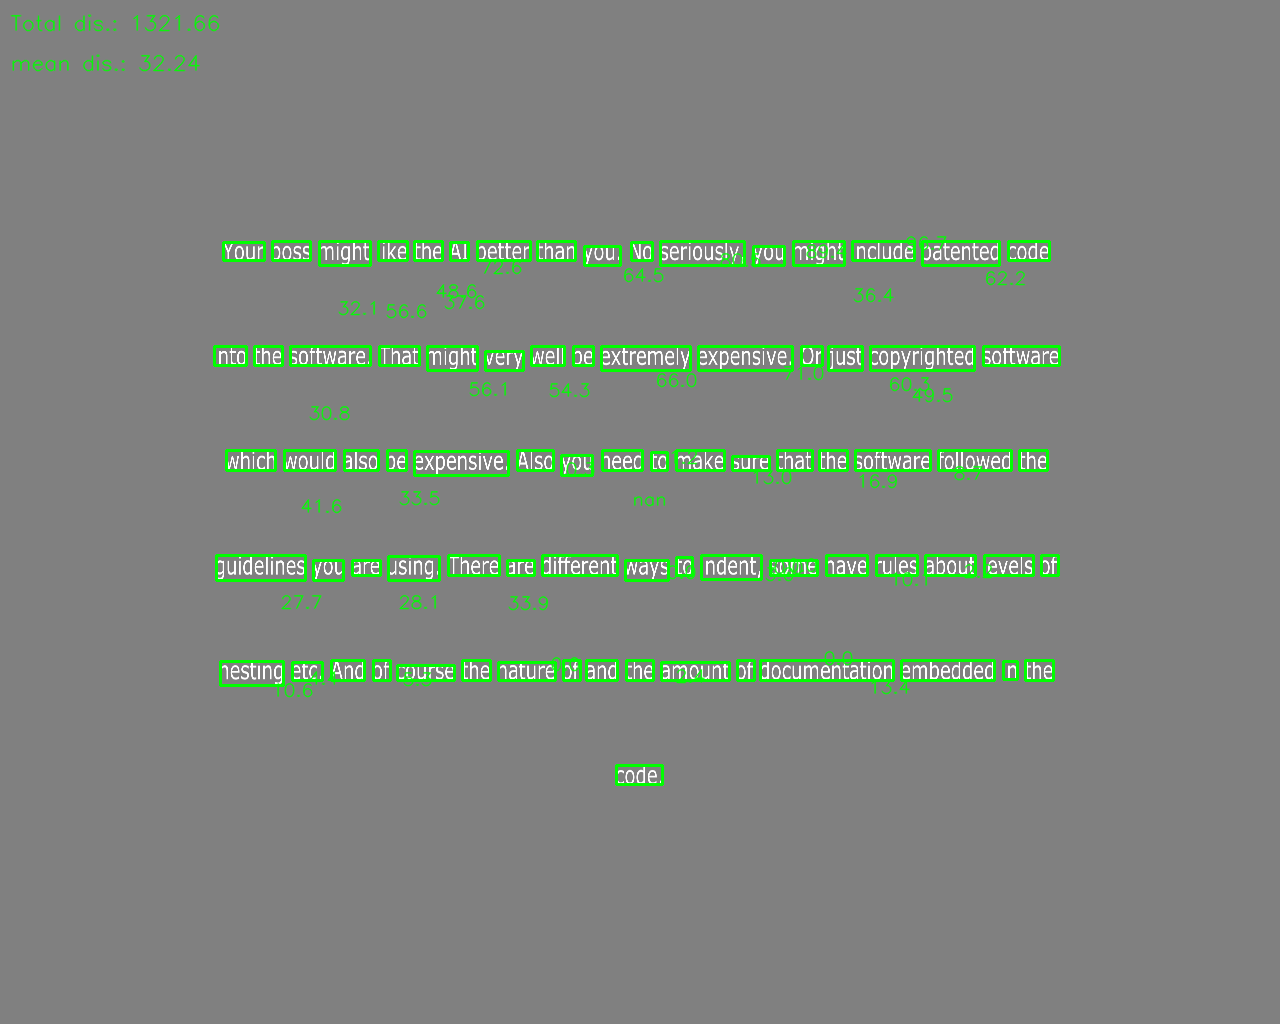 Total dis.: 1321.66
mean dis.: 32.24
Your boss might like the AI better than you. No seriously, you might include patented code
72.6 64.5 62.2
48.6 37.6 36.4
32.1 56.6
into the software. That might very well be extremely expensive. Or just copyrighted software
66.0 71.0 60.3
56.1 54.3 49.5
30.8
which would also be expensive. Also you need to make sure that the software followed the
13.0 16.9
41.6 33.5 nan
guidelines you are using. There are different ways to indent, some have rules about levels of
27.7 28.1 33.9
nesting etc. And of course the nature of and the amount of documentation embedded in the
0.0
10.6 13.4
code.